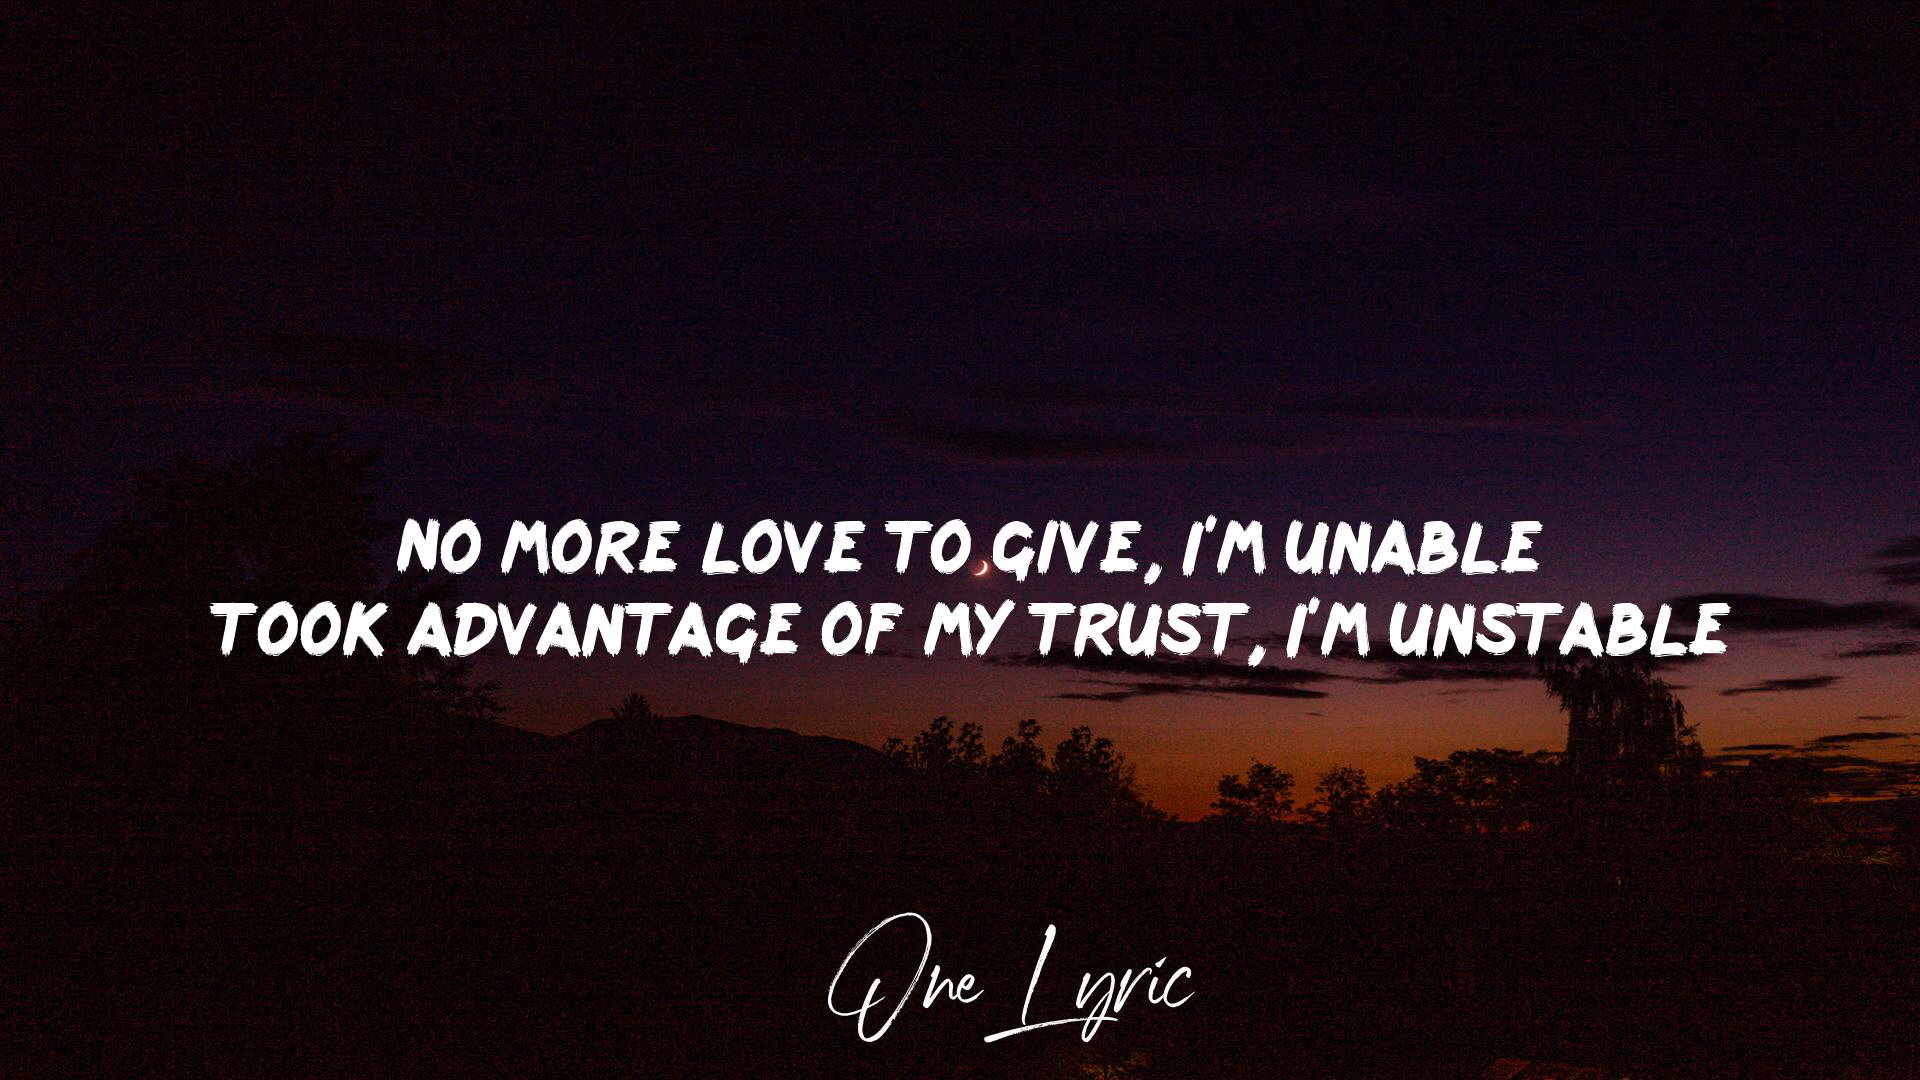 NO MORE LOVE TO GIVE, I'M UNABLE
TOOK ADVANTAGE OF MY TRUST, I'M UNSTABLE
One Lyric